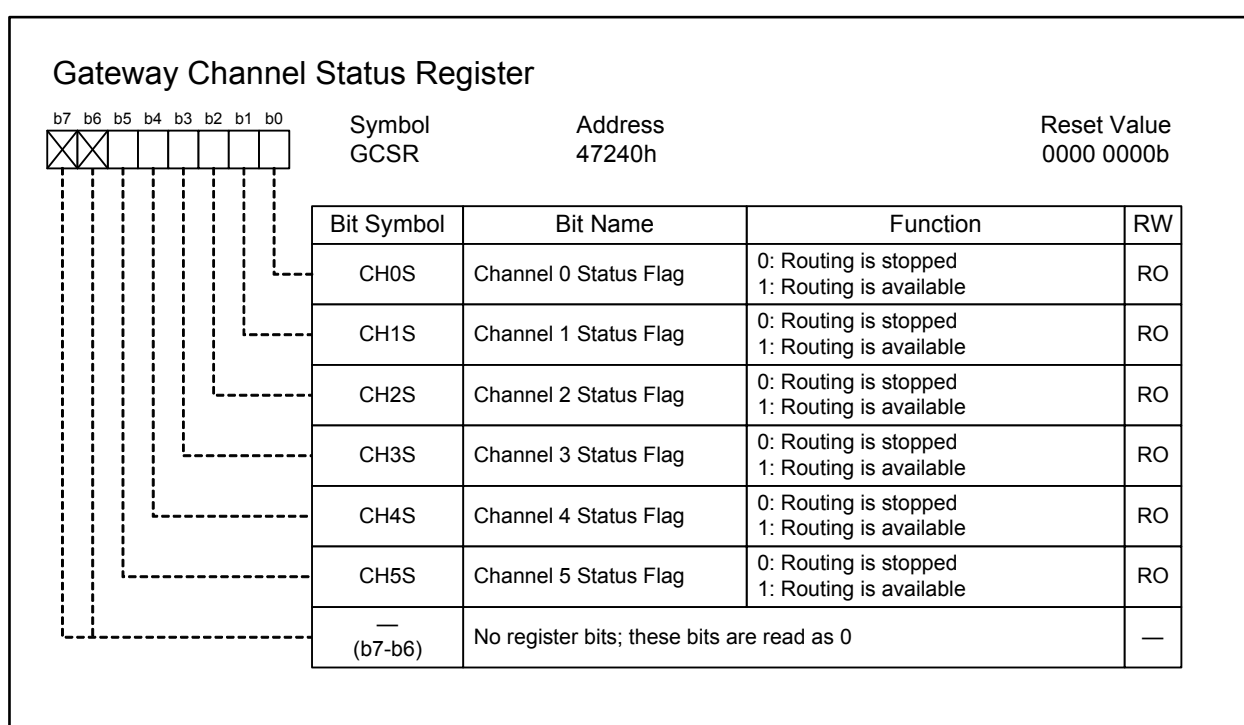 Gateway Channel Status Register
b7 b6 b5 b4 b3 b2 b1 b0
Symbol Address Reset Value
GCSR 47240h 0000 0000b
Bit Symbol Bit Name Function RW
CH0S Channel 0 Status Flag 0: Routing is stopped
1: Routing is available RO
CH1S Channel 1 Status Flag 0: Routing is stopped
1: Routing is available RO
CH2S Channel 2 Status Flag 0: Routing is stopped
1: Routing is available RO
CH3S Channel 3 Status Flag 0: Routing is stopped
1: Routing is available RO
CH4S Channel 4 Status Flag 0: Routing is stopped
1: Routing is available RO
CH5S Channel 5 Status Flag 0: Routing is stopped
1: Routing is available RO
—
(b7-b6) No register bits; these bits are read as 0 —